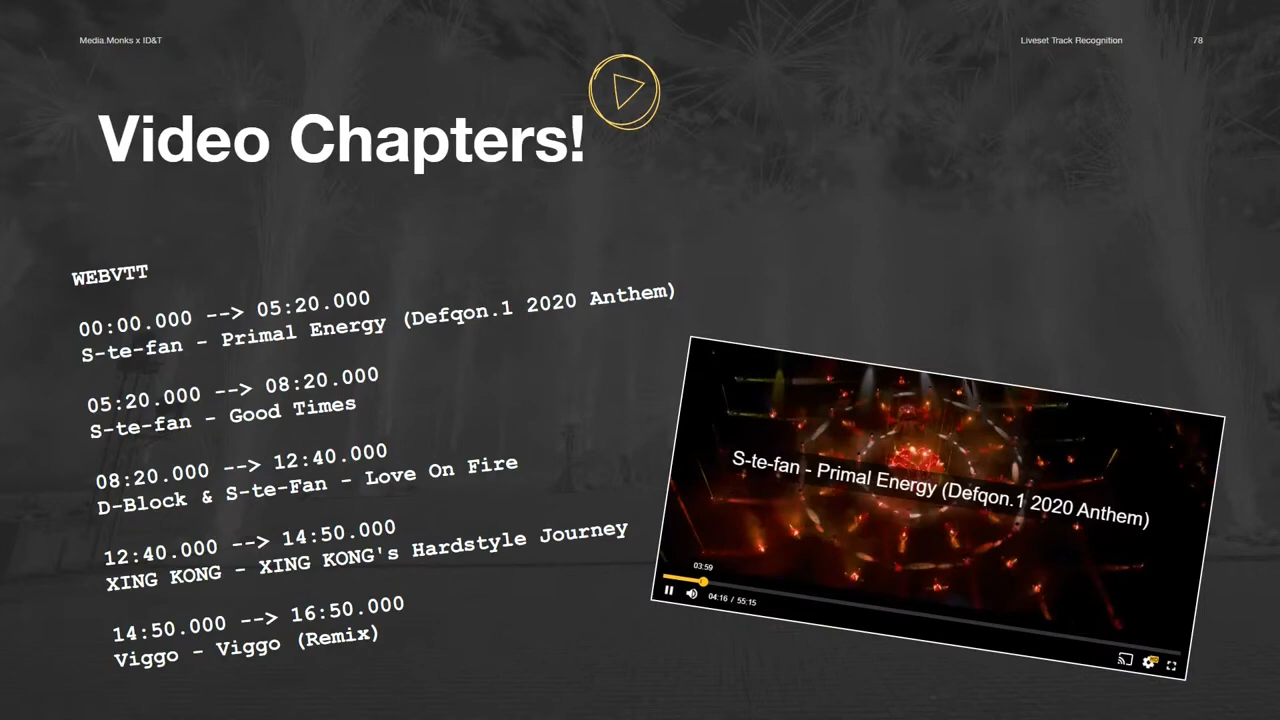 Media.Monks x ID&T
Liveset Track Recognition
78
Video Chapters!
WEBVTT
00:00.000 --> 05:20.000
S-te-fan - Primal Energy (Defqon.1 2020 Anthem)
05:20.000 --> 08:20.000
S-te-fan - Good Times
08:20.000 --> 12:40.000
D-Block & S-te-Fan - Love On Fire
12:40.000 --> 14:50.000
XING KONG - XING KONG's Hardstyle Journey
14:50.000 --> 16:50.000
Viggo - Viggo (Remix)
S-te-fan - Primal Energy (Defqon.1 2020 Anthem)
03:59
04:16 / 55:15